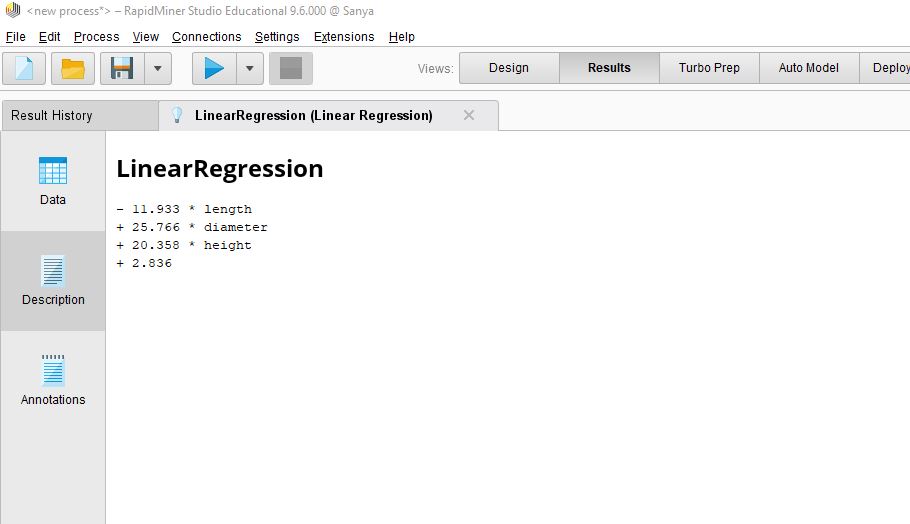 <new process*> – RapidMiner Studio Educational 9.6.000 @ Sanya
File Edit Process View Connections Settings Extensions Help
Views: Design Results Turbo Prep Auto Model Deploy
Result History LinearRegression (Linear Regression)
LinearRegression
Data
- 11.933 * length
+ 25.766 * diameter
+ 20.358 * height
+ 2.836
Description
Annotations